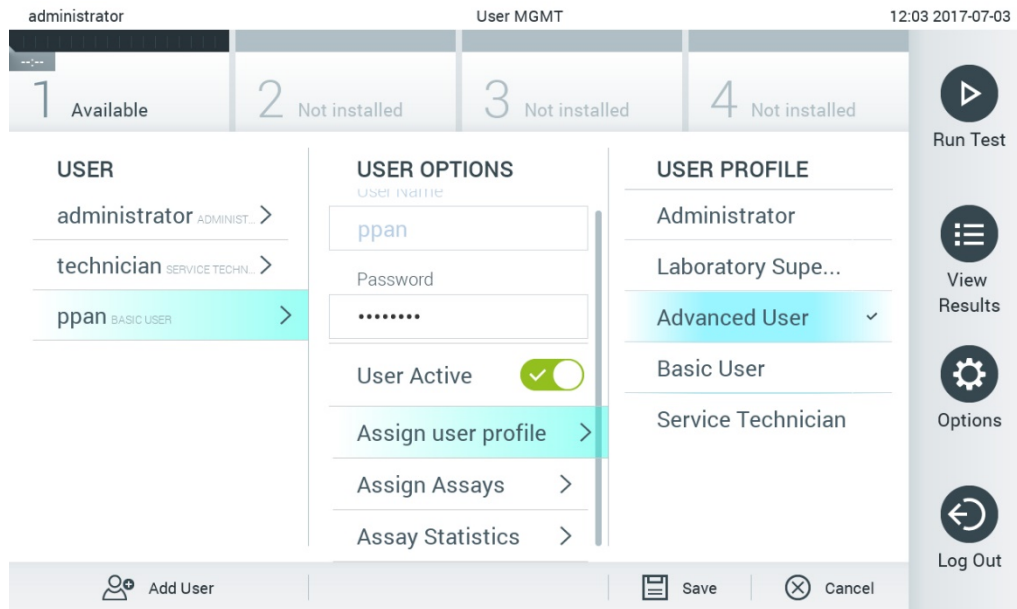 administrator User MGMT 12:03 2017-07-03
--:--
1 Available 2 Not installed 3 Not installed 4 Not installed
Run Test
View
Results
Options
Log Out
USER
administrator ADMINIST...
technician SERVICE TECHN...
ppan BASIC USER
USER OPTIONS
User Name
ppan
Password
••••••••
User Active
Assign user profile
Assign Assays
Assay Statistics
USER PROFILE
Administrator
Laboratory Supe...
Advanced User
Basic User
Service Technician
Add User Save Cancel